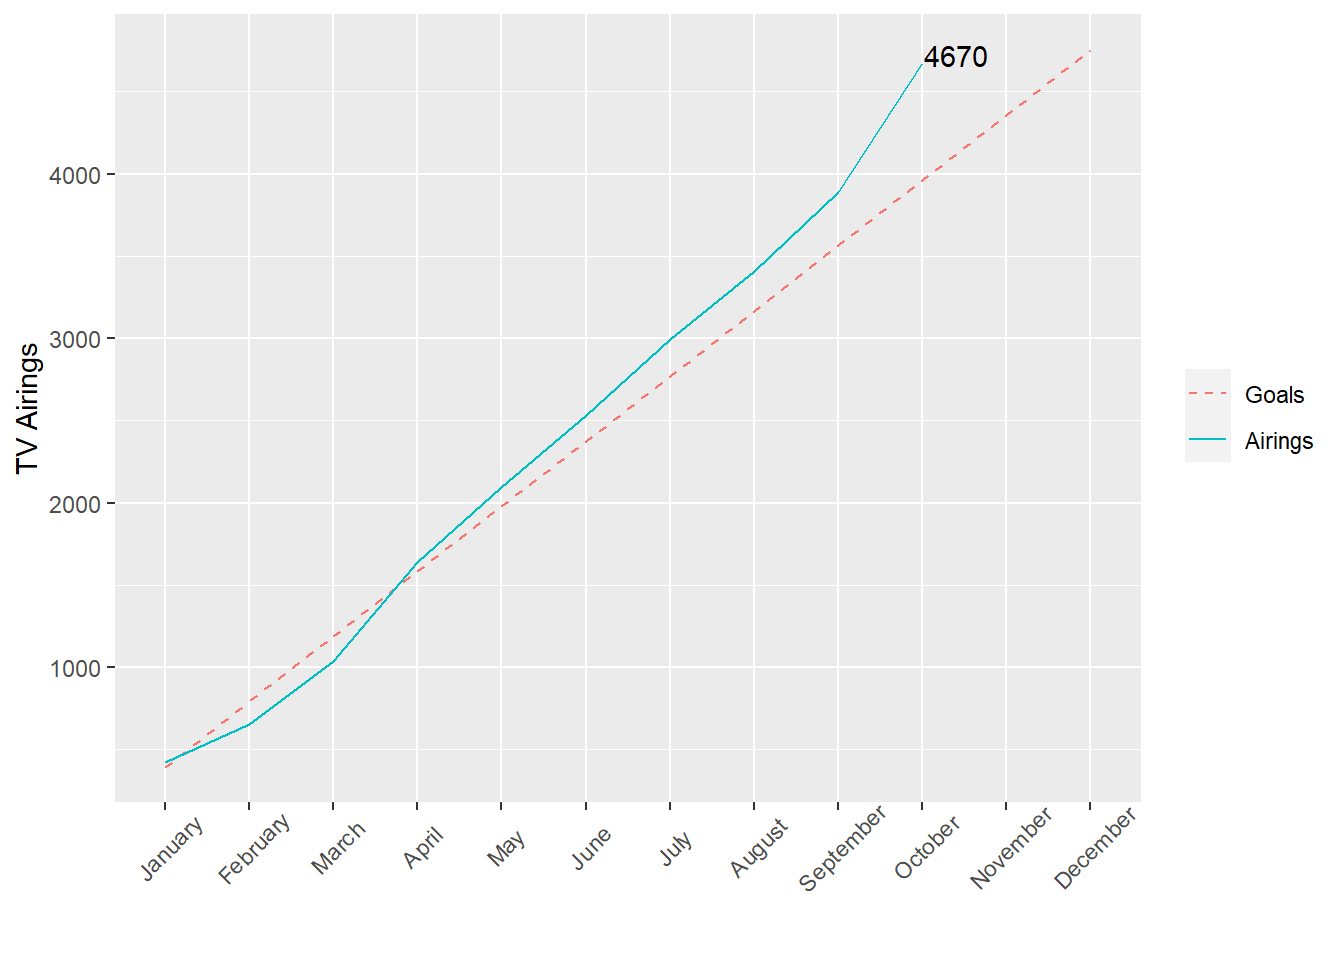 4670
TV Airings
4000
3000
2000
1000
January
February
March
April
May
June
July
August
September
October
November
December
Goals
Airings